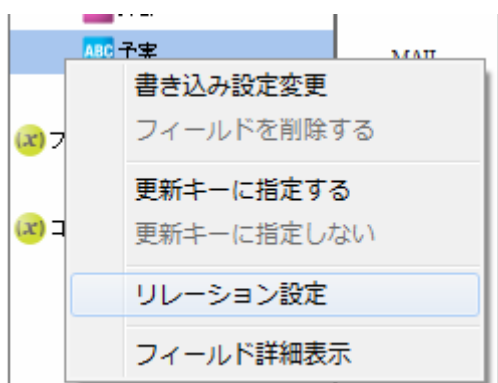 ABC 子実
MAIL
書き込み設定変更
フィールドを削除する
(x) フ
更新キーに指定する
(x) コ
更新キーに指定しない
リレーション設定
フィールド詳細表示